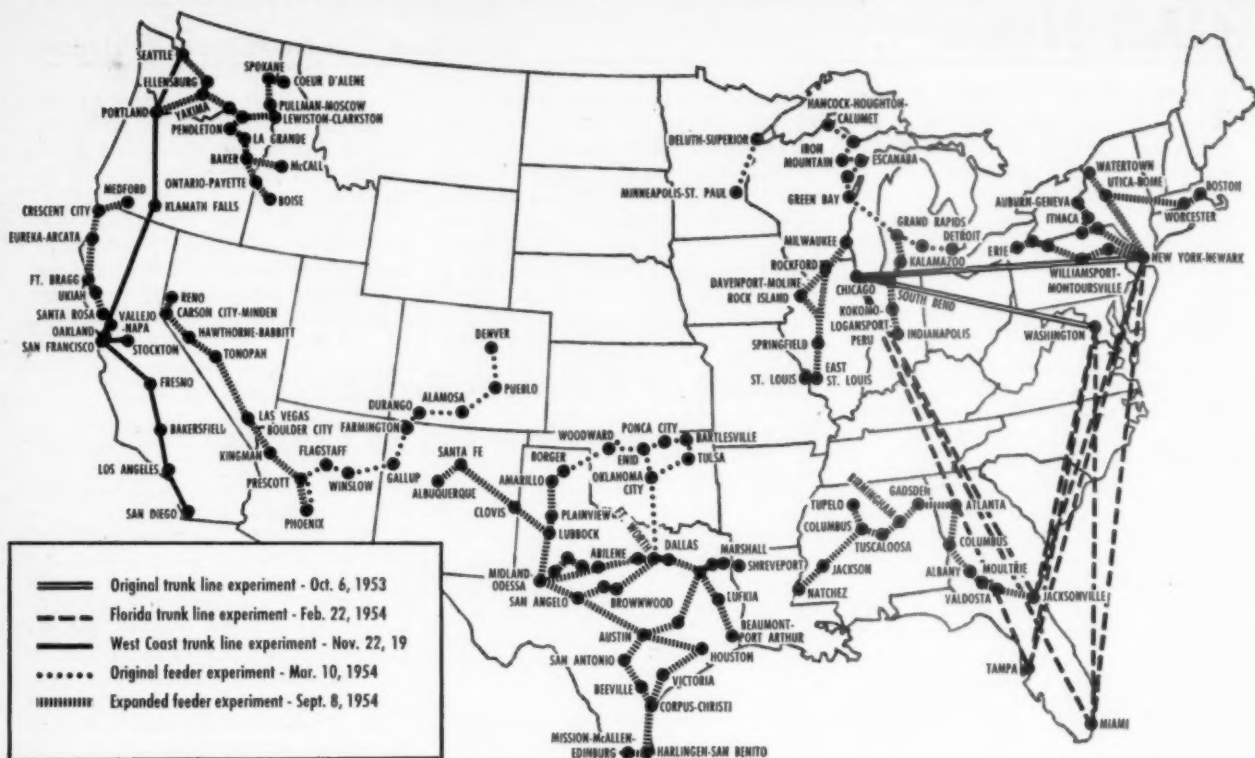 SEATTLE
ELLENSBURG
PORTLAND
YAKIMA
PENDLETON
SPOKANE
COEUR D'ALENE
PULLMAN-MOSCOW
LEWISTON-CLARKSTON
LA GRANDE
BAKER
McCALL
ONTARIO-PAYETTE
BOISE
MEDFORD
CRESCENT CITY
KLAMATH FALLS
EUREKA-ARCATA
FT. BRAGG
UKIAH
SANTA ROSA
VALLEJO
-NAPA
OAKLAND
SAN FRANCISCO
STOCKTON
RENO
CARSON CITY-MINDEN
HAWTHORNE-BABBITT
TONOPAH
FRESNO
BAKERSFIELD
LOS ANGELES
SAN DIEGO
LAS VEGAS
BOULDER CITY
KINGMAN
PRESCOTT
PHOENIX
FLAGSTAFF
WINSLOW
GALLUP
FARMINGTON
DURANGO
ALAMOSA
PUEBLO
DENVER
SANTA FE
ALBUQUERQUE
CLOVIS
WOODWARD
BORGER
AMARILLO
PLAINVIEW
LUBBOCK
PONCA CITY
ENID
BARTLESVILLE
TULSA
OKLAHOMA
CITY
FT. WORTH
DALLAS
ABILENE
MIDLAND
ODESSA
SAN ANGELO
BROWNWOOD
MARSHALL
SHREVEPORT
LUFKIA
BEAUMONT-
PORT ARTHUR
AUSTIN
HOUSTON
SAN ANTONIO
BEEVILLE
VICTORIA
CORPUS-CHRISTI
MISSION-McALLEN-
EDINBURG
HARLINGEN-SAN BENITO
DELUTH-SUPERIOR
MINNEAPOLIS-ST. PAUL
HANCOCK-HOUGHTON-
CALUMET
IRON
MOUNTAIN
ESCANABA
GREEN BAY
MILWAUKEE
ROCKFORD
DAVENPORT-MOLINE
ROCK ISLAND
CHICAGO
SOUTH BEND
KOKOMO-
LOGANSPORT-
PERU
INDIANAPOLIS
SPRINGFIELD
ST. LOUIS
EAST
ST. LOUIS
GRAND RAPIDS
DETROIT
KALAMAZOO
WATERTOWN
UTICA-ROME
BOSTON
WORCESTER
AUBURN-GENEVA
ITHACA
ERIE
WILLIAMSPORT-
MONTOURSVILLE
NEW YORK-NEWARK
WASHINGTON
TUPELO
BIRMINGHAM
GADSDEN
ATLANTA
COLUMBUS
TUSCALOOSA
JACKSON
NATCHEZ
COLUMBUS
ALBANY
MOULTRIE
VALDOSTA
JACKSONVILLE
TAMPA
MIAMI
Original trunk line experiment - Oct. 6, 1953
Florida trunk line experiment - Feb. 22, 1954
West Coast trunk line experiment - Nov. 22, 19
Original feeder experiment - Mar. 10, 1954
Expanded feeder experiment - Sept. 8, 1954